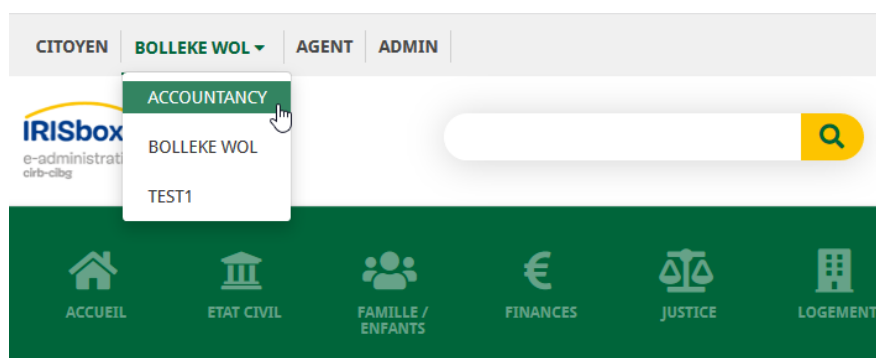 CITOYEN BOLLEKE WOL AGENT ADMIN
ACCOUNTANCY
BOLLEKE WOL
TEST1
IRISbox
e-administrati
cirb-cibg
€
ACCUEIL ETAT CIVIL FAMILLE / ENFANTS FINANCES JUSTICE LOGEMENT